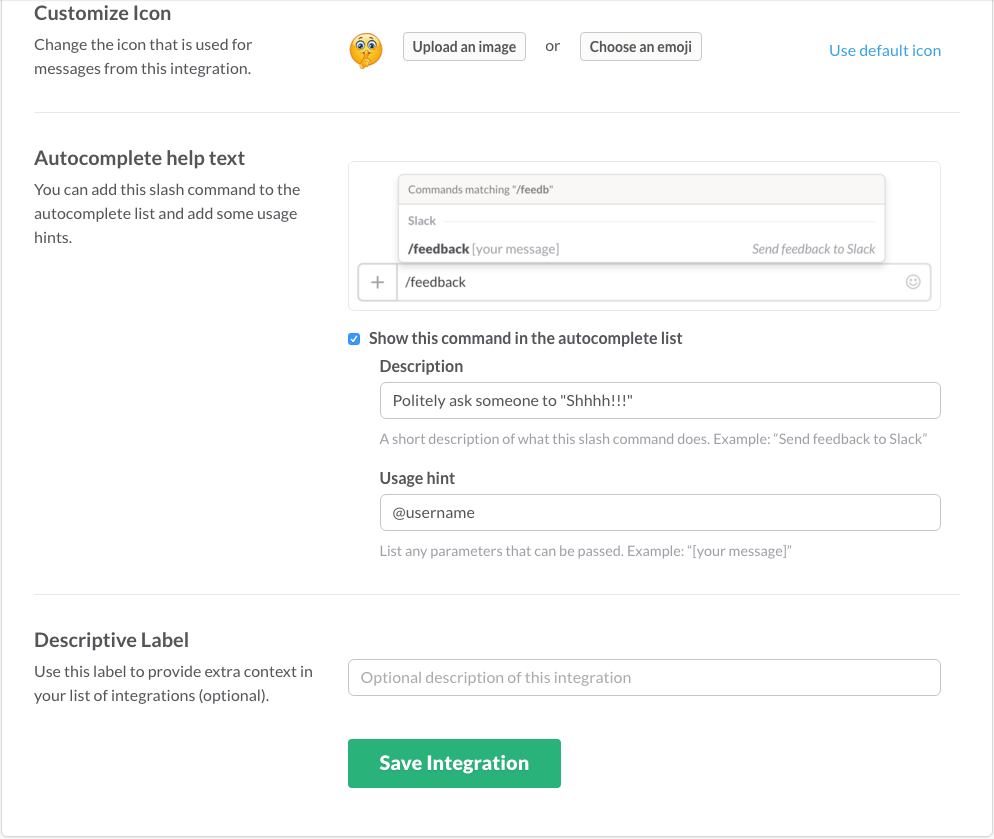 Customize Icon
Change the icon that is used for
messages from this integration.
Upload an image or Choose an emoji
Use default icon
Autocomplete help text
You can add this slash command to the
autocomplete list and add some usage
hints.
Commands matching "/feedb"
Slack
/feedback [your message] Send feedback to Slack
/feedback
Show this command in the autocomplete list
Description
Politely ask someone to "Shhhh!!!"
A short description of what this slash command does. Example: “Send feedback to Slack”
Usage hint
@username
List any parameters that can be passed. Example: “[your message]”
Descriptive Label
Use this label to provide extra context in
your list of integrations (optional).
Optional description of this integration
Save Integration